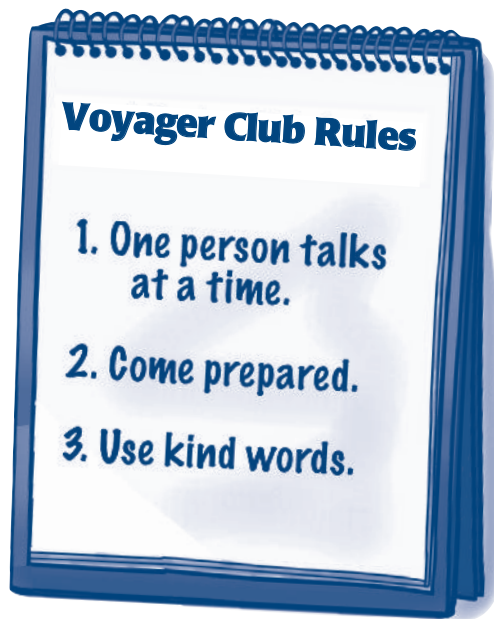 Voyager Club Rules
1. One person talks
at a time.
2. Come prepared.
3. Use kind words.